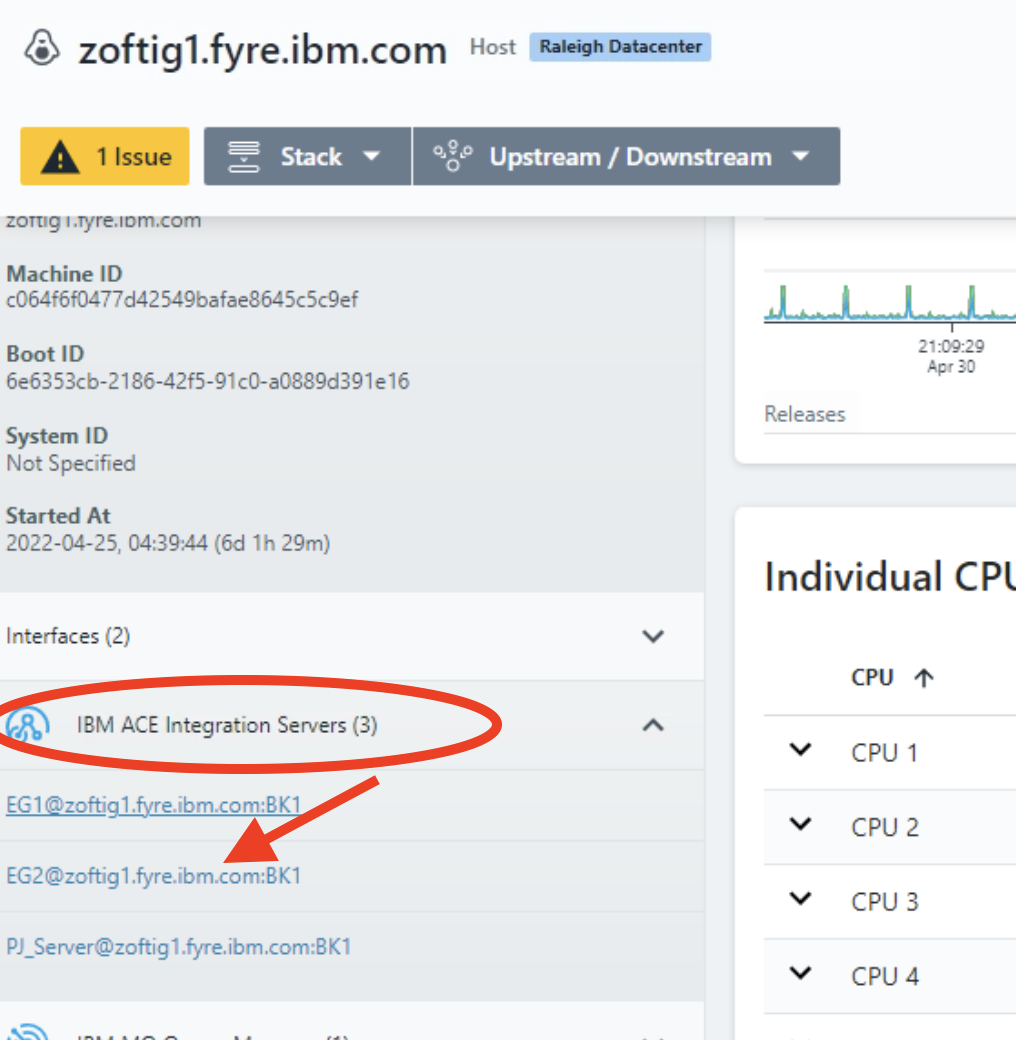 zoftig1.fyre.ibm.com Host Raleigh Datacenter
1 Issue Stack Upstream / Downstream
zoftig1.fyre.ibm.com
Machine ID
c064f6f0477d42549bafae8645c5c9ef
Boot ID
6e6353cb-2186-42f5-91c0-a0889d391e16
System ID
Not Specified
Started At
2022-04-25, 04:39:44 (6d 1h 29m)
Interfaces (2)
IBM ACE Integration Servers (3)
EG1@zoftig1.fyre.ibm.com:BK1
EG2@zoftig1.fyre.ibm.com:BK1
PJ_Server@zoftig1.fyre.ibm.com:BK1
21:09:29
Apr 30
Releases
Individual CPU
CPU
CPU 1
CPU 2
CPU 3
CPU 4